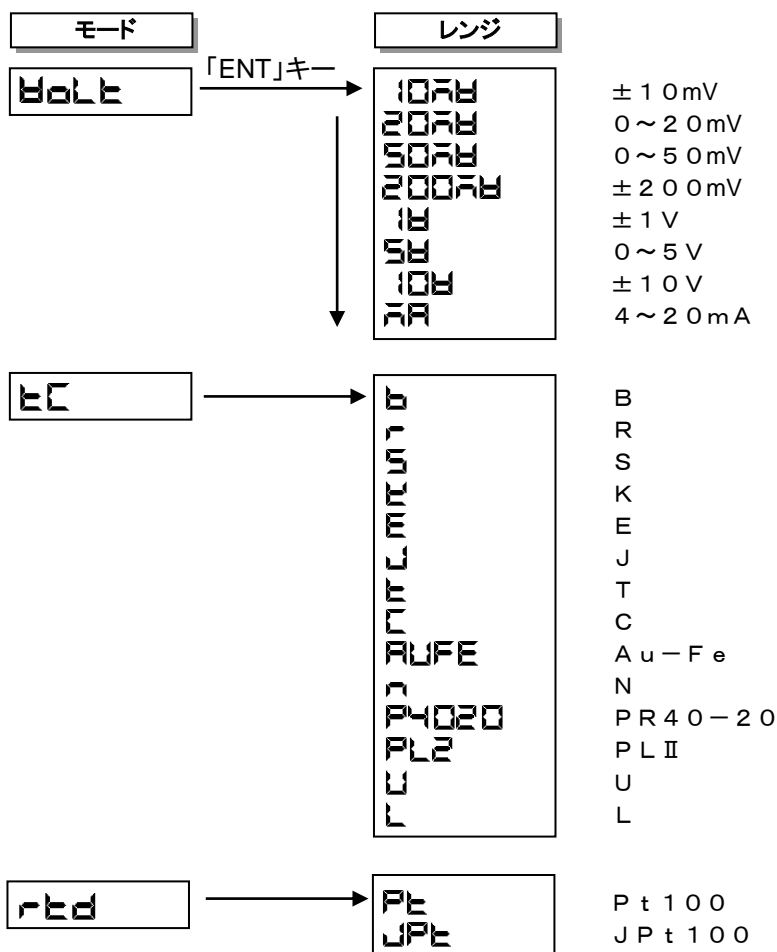 モード レンジ
VoLt 「ENT」キー 10mV ±10mV
20mV 0～20mV
50mV 0～50mV
200mV ±200mV
1V ±1V
5V 0～5V
10V ±10V
mA 4～20mA
tC b B
r R
S S
K K
E E
J J
t T
C C
AUFE Au－Fe
n N
P4020 PR40－20
PL2 PLⅡ
U U
L L
rtd Pt Pt100
JPt JPt100